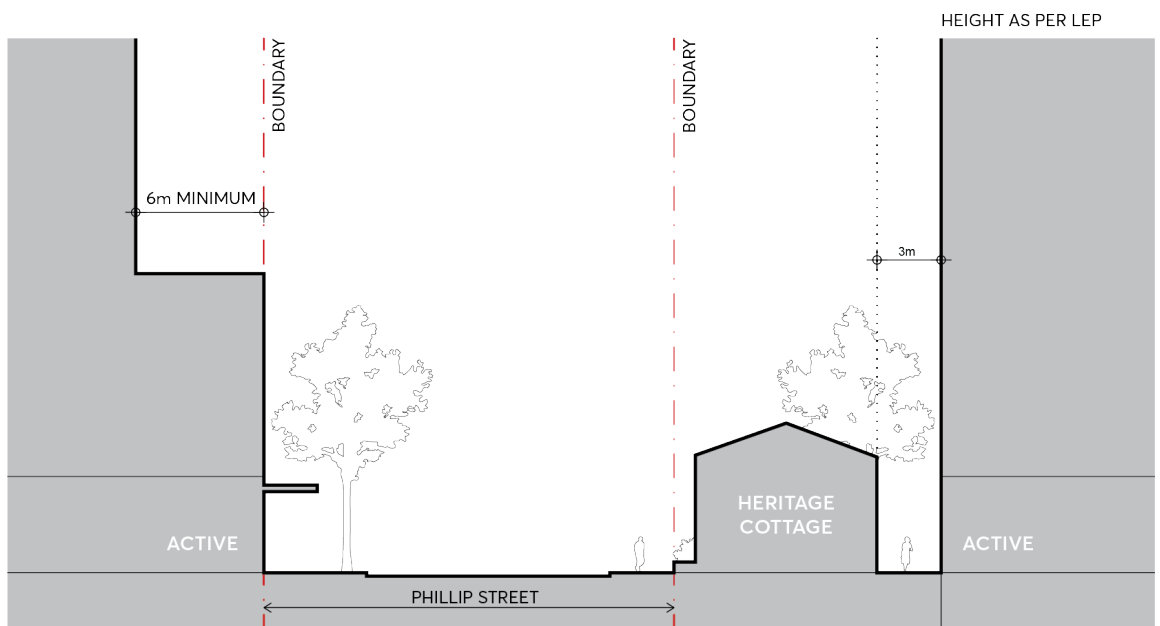 HEIGHT AS PER LEP
BOUNDARY
BOUNDARY
6m MINIMUM
3m
HERITAGE
COTTAGE
ACTIVE
ACTIVE
PHILLIP STREET